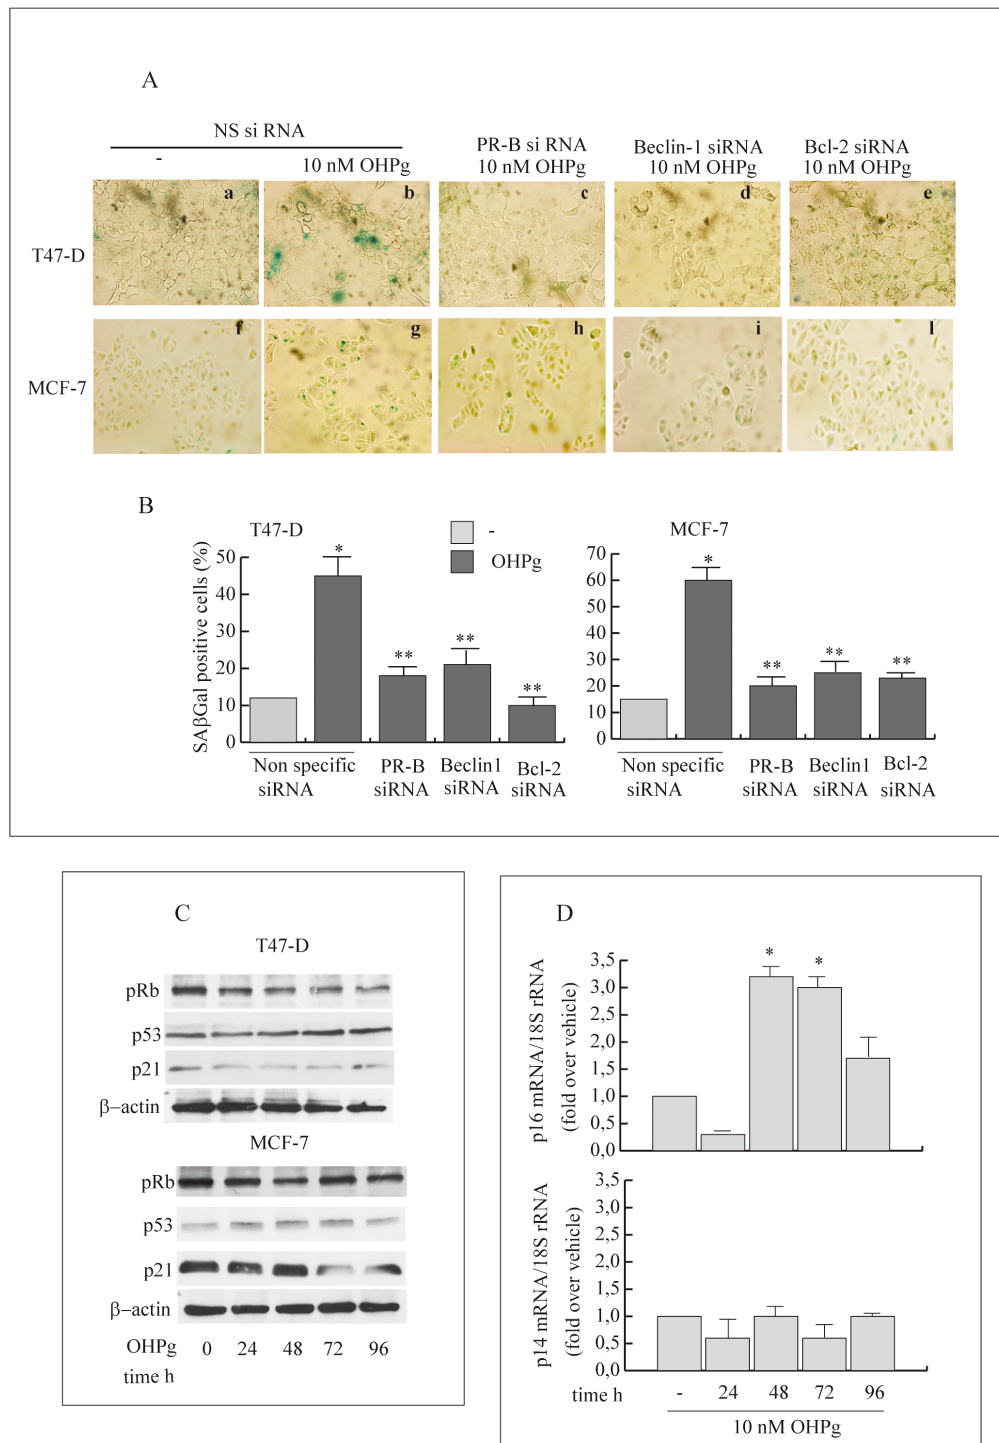 A
NS si RNA
-
10 nM OHPg
PR-B si RNA
10 nM OHPg
Beclin-1 siRNA
10 nM OHPg
Bcl-2 siRNA
10 nM OHPg
T47-D
a
b
c
d
e
MCF-7
f
g
h
i
l
B
T47-D
-
OHPg
MCF-7
SAβGal positive cells (%)
50
40
30
20
10
0
*
**
**
**
Non specific
siRNA
PR-B
siRNA
Beclin1
siRNA
Bcl-2
siRNA
70
60
50
40
30
20
10
0
*
**
**
**
Non specific
siRNA
PR-B
siRNA
Beclin1
siRNA
Bcl-2
siRNA
C
T47-D
pRb
p53
p21
β–actin
MCF-7
pRb
p53
p21
β–actin
OHPg 0 24 48 72 96
time h
D
p16 mRNA/18S rRNA
(fold over vehicle)
3,5
3,0
2,5
2,0
1,5
1,0
0,5
0,0
*
*
p14 mRNA/18S rRNA
(fold over vehicle)
3,5
3,0
2,5
2,0
1,5
1,0
0,5
0,0
time h - 24 48 72 96
10 nM OHPg